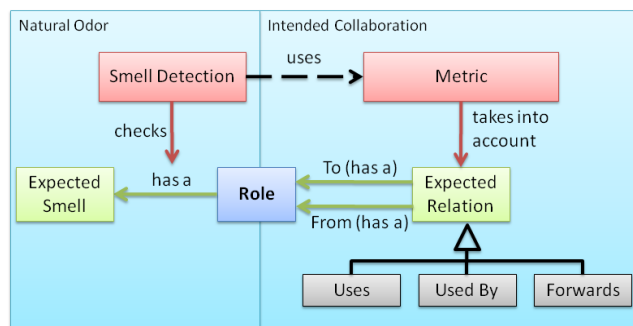 Natural Odor
Intended Collaboration
Smell Detection
uses
Metric
checks
takes into
account
Expected
Smell
has a
Role
To (has a)
From (has a)
Expected
Relation
Uses
Used By
Forwards